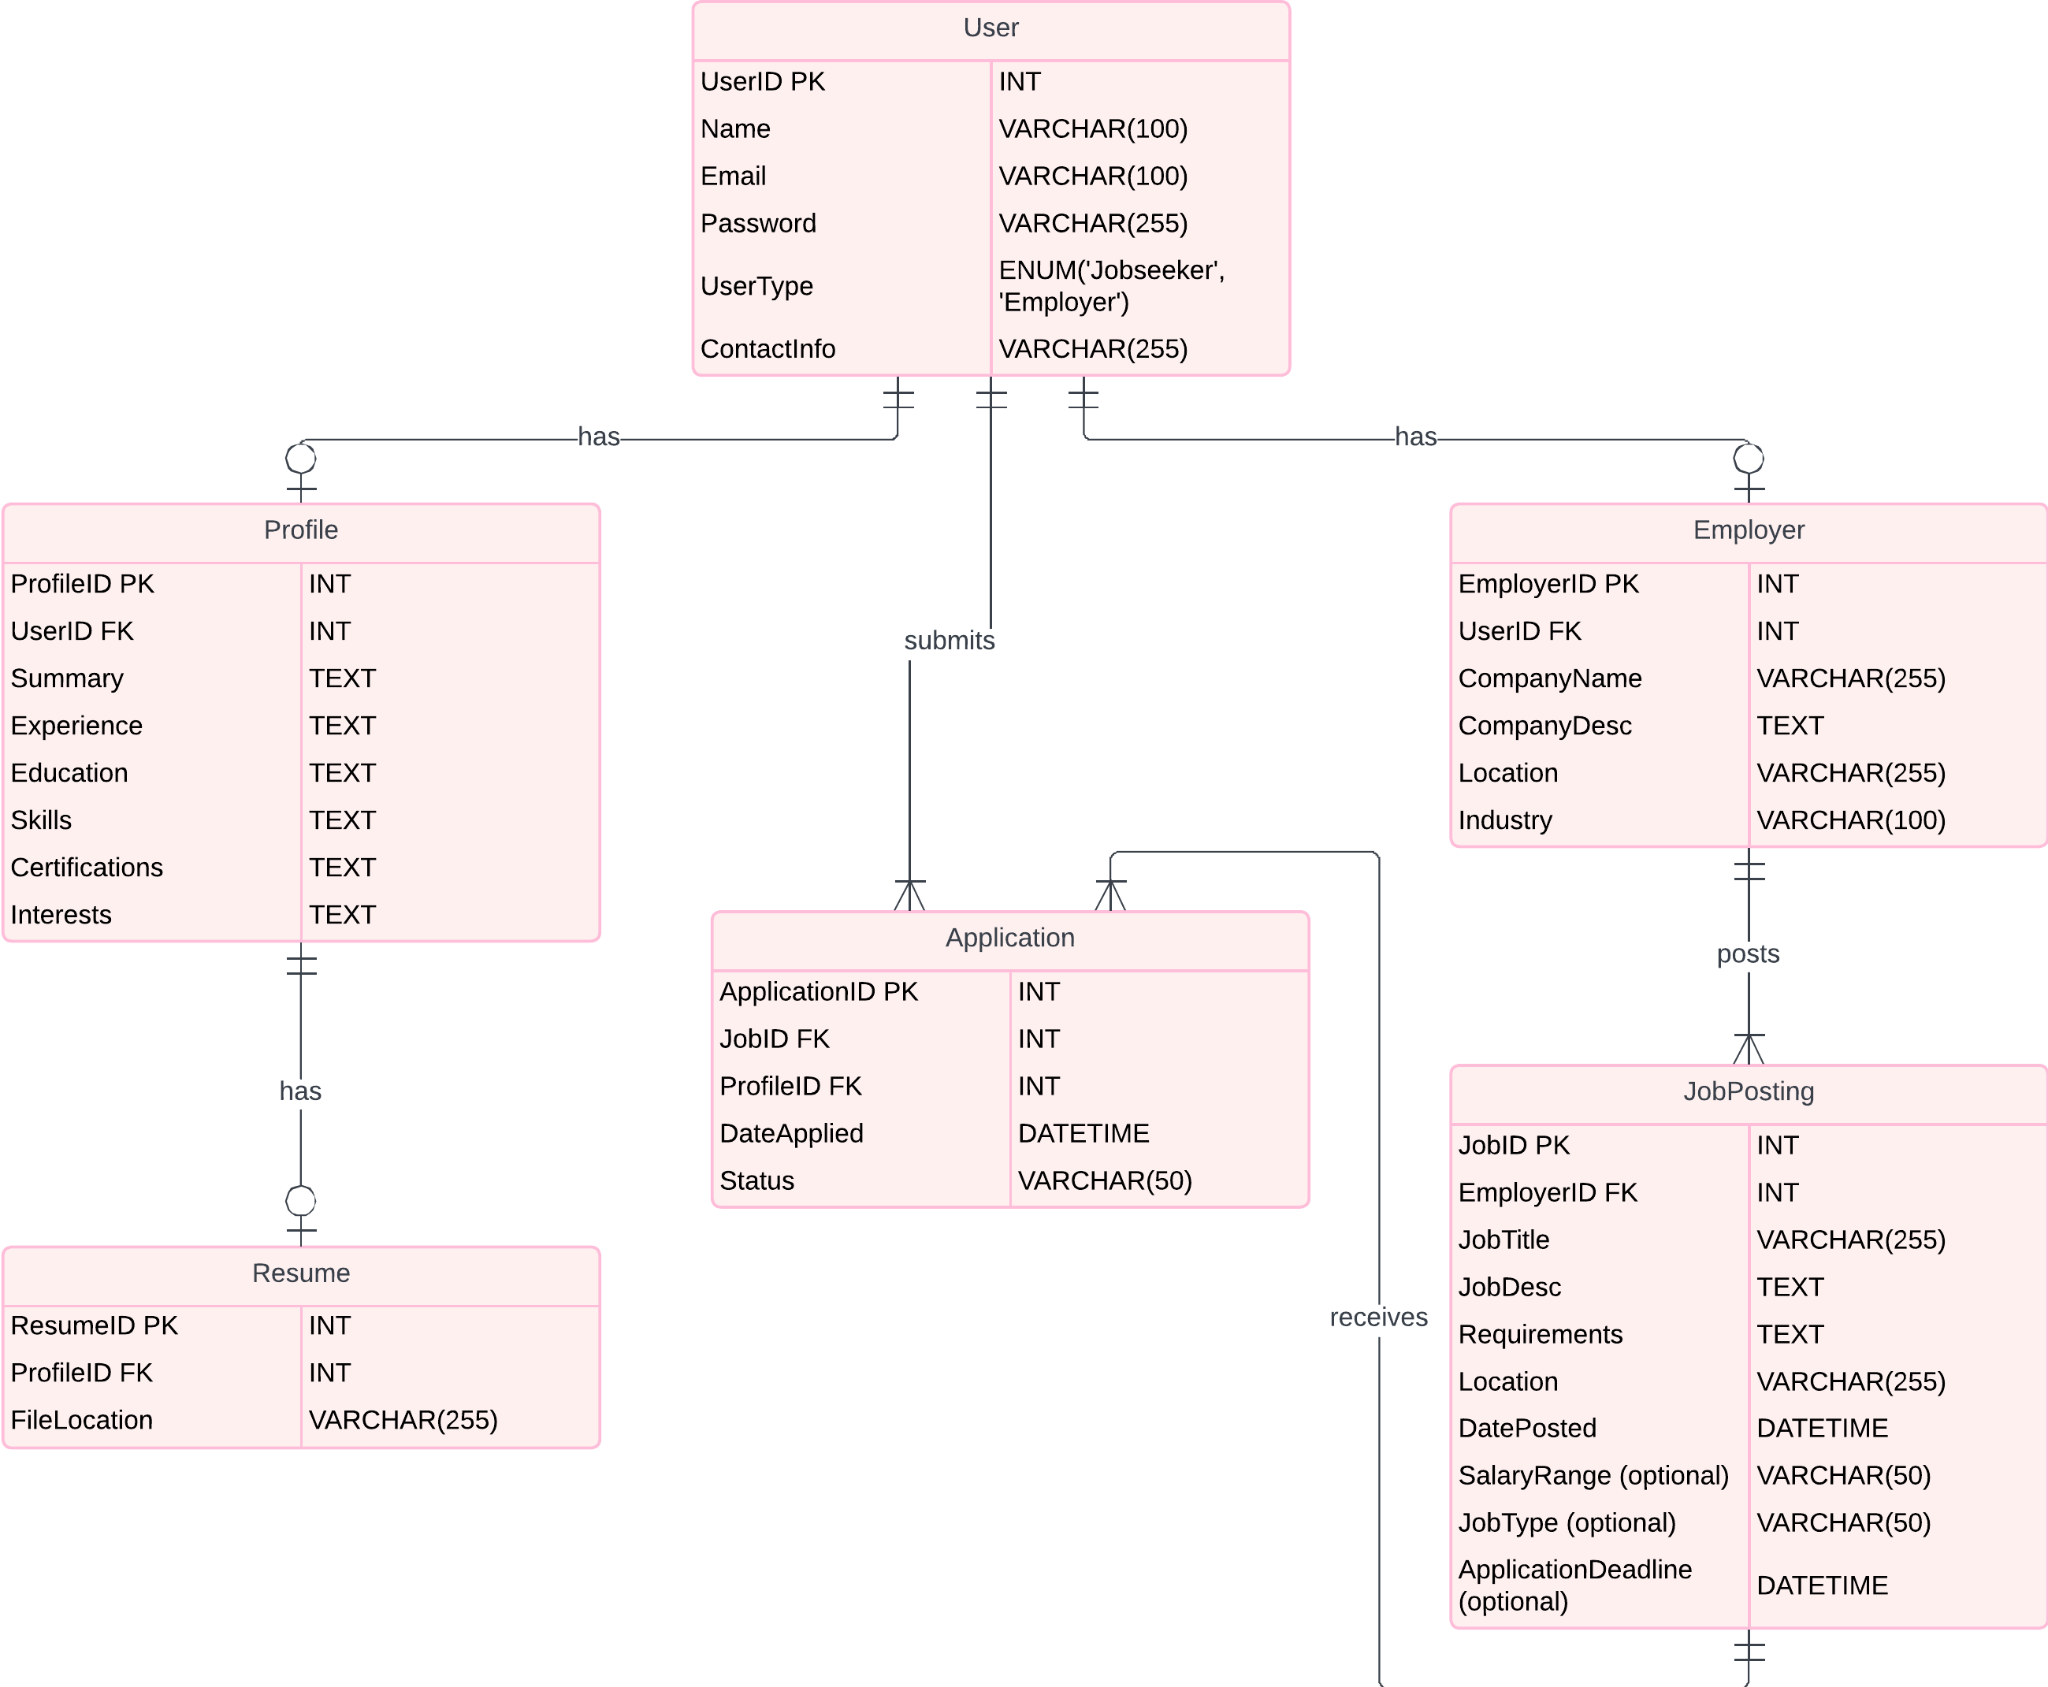 User
UserID PK INT
Name VARCHAR(100)
Email VARCHAR(100)
Password VARCHAR(255)
UserType ENUM('Jobseeker',
'Employer')
ContactInfo VARCHAR(255)
has
has
submits
Profile
ProfileID PK INT
UserID FK INT
Summary TEXT
Experience TEXT
Education TEXT
Skills TEXT
Certifications TEXT
Interests TEXT
Employer
EmployerID PK INT
UserID FK INT
CompanyName VARCHAR(255)
CompanyDesc TEXT
Location VARCHAR(255)
Industry VARCHAR(100)
has
posts
Application
ApplicationID PK INT
JobID FK INT
ProfileID FK INT
DateApplied DATETIME
Status VARCHAR(50)
receives
Resume
ResumeID PK INT
ProfileID FK INT
FileLocation VARCHAR(255)
JobPosting
JobID PK INT
EmployerID FK INT
JobTitle VARCHAR(255)
JobDesc TEXT
Requirements TEXT
Location VARCHAR(255)
DatePosted DATETIME
SalaryRange (optional) VARCHAR(50)
JobType (optional) VARCHAR(50)
ApplicationDeadline
(optional) DATETIME